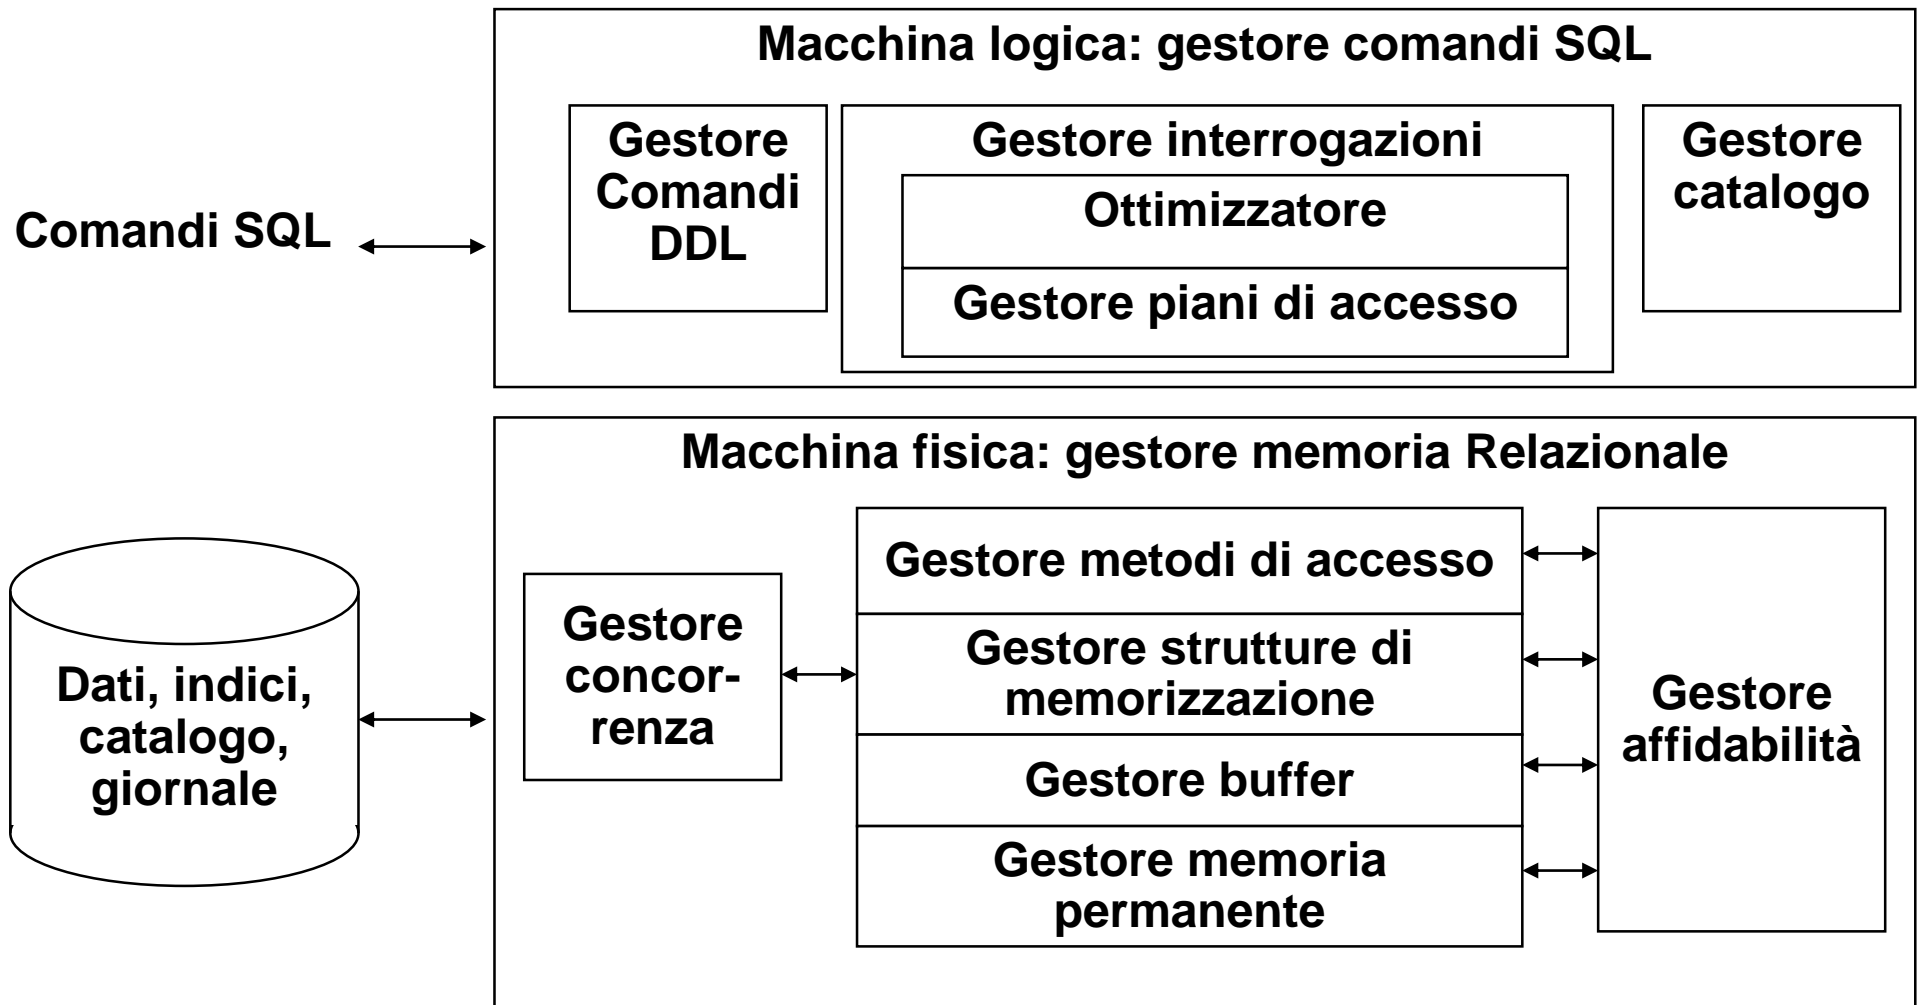 Macchina logica: gestore comandi SQL
Gestore
Comandi
DDL
Gestore interrogazioni
Ottimizzatore
Gestore piani di accesso
Gestore
catalogo
Comandi SQL
Macchina fisica: gestore memoria Relazionale
Dati, indici,
catalogo,
giornale
Gestore
concor-
renza
Gestore metodi di accesso
Gestore strutture di
memorizzazione
Gestore buffer
Gestore memoria
permanente
Gestore
affidabilità